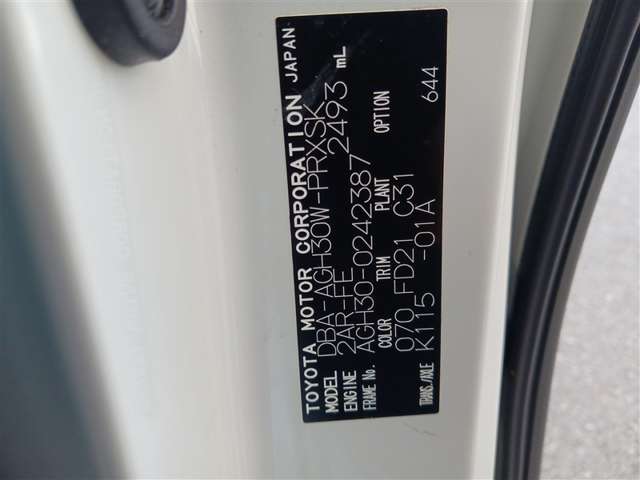 TOYOTA MOTOR CORPORATION JAPAN
MODEL DBA-AGH30W-PRXSK
ENGINE 2AR-FE 2493 mL
FRAME No. AGH30-0242387
COLOR TRIM PLANT OPTION
070 FD21 C31
TRANS./AXLE K115 -01A 644